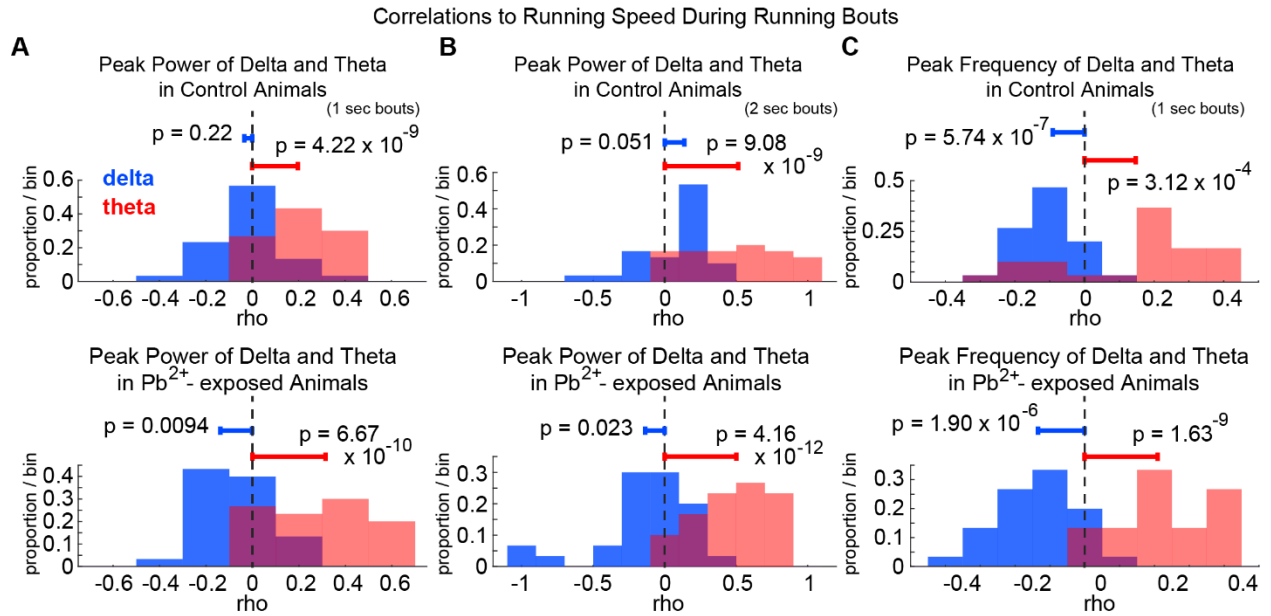 Correlations to Running Speed During Running Bouts
A
Peak Power of Delta and Theta
in Control Animals
(1 sec bouts)
p = 0.22
p = 4.22 x 10^-9
delta
theta
proportion / bin
0.6
0.4
0.2
0
-0.6 -0.4 -0.2 0 0.2 0.4 0.6
rho
B
Peak Power of Delta and Theta
in Control Animals
(2 sec bouts)
p = 0.051
p = 9.08
x 10^-9
proportion / bin
0.6
0.4
0.2
0
-1 -0.5 0 0.5 1
rho
C
Peak Frequency of Delta and Theta
in Control Animals
(1 sec bouts)
p = 5.74 x 10^-7
p = 3.12 x 10^-4
proportion / bin
0.5
0.25
0
-0.4 -0.2 0 0.2 0.4
rho
Peak Power of Delta and Theta
in Pb^2+- exposed Animals
p = 0.0094
p = 6.67
x 10^-10
proportion / bin
0.4
0.3
0.2
0.1
0
-0.6 -0.4 -0.2 0 0.2 0.4 0.6
rho
Peak Power of Delta and Theta
in Pb^2+- exposed Animals
p = 0.023
p = 4.16
x 10^-12
proportion / bin
0.3
0.2
0.1
0
-1 -0.5 0 0.5 1
rho
Peak Frequency of Delta and Theta
in Pb^2+- exposed Animals
p = 1.90 x 10^-6
p = 1.63^-9
proportion / bin
0.3
0.2
0.1
0
-0.4 -0.2 0 0.2 0.4
rho